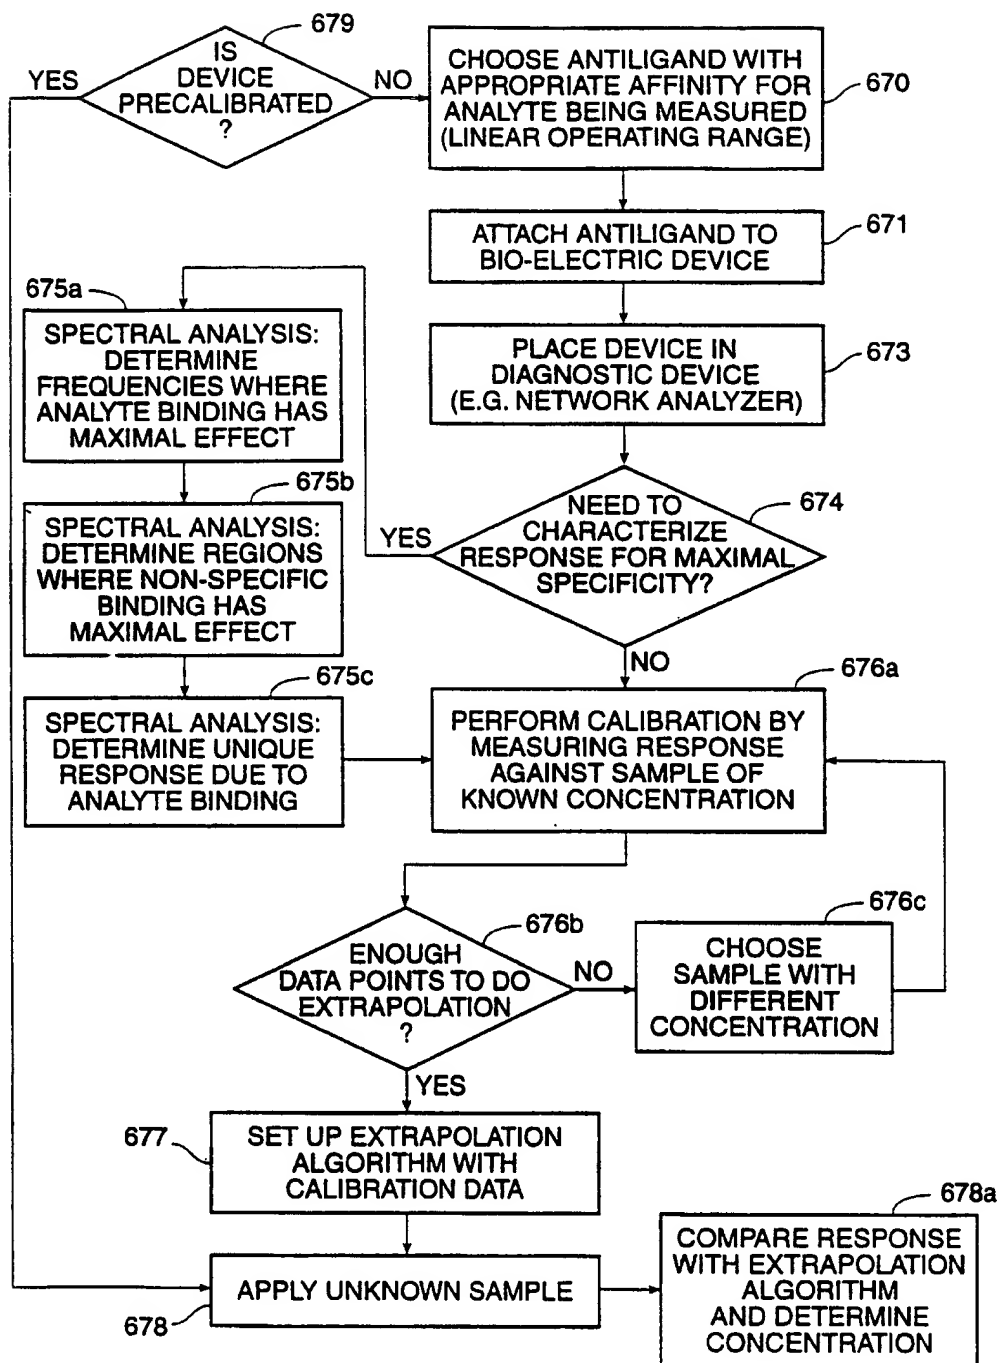 679
IS
DEVICE
PRECALIBRATED
?
YES
NO
CHOOSE ANTILIGAND WITH
APPROPRIATE AFFINITY FOR
ANALYTE BEING MEASURED
(LINEAR OPERATING RANGE)
670
ATTACH ANTILIGAND TO
BIO-ELECTRIC DEVICE
671
PLACE DEVICE IN
DIAGNOSTIC DEVICE
(E.G. NETWORK ANALYZER)
673
NEED TO
CHARACTERIZE
RESPONSE FOR MAXIMAL
SPECIFICITY?
674
YES
NO
675a
SPECTRAL ANALYSIS:
DETERMINE
FREQUENCIES WHERE
ANALYTE BINDING HAS
MAXIMAL EFFECT
675b
SPECTRAL ANALYSIS:
DETERMINE REGIONS
WHERE NON-SPECIFIC
BINDING HAS
MAXIMAL EFFECT
675c
SPECTRAL ANALYSIS:
DETERMINE UNIQUE
RESPONSE DUE TO
ANALYTE BINDING
676a
PERFORM CALIBRATION BY
MEASURING RESPONSE
AGAINST SAMPLE OF
KNOWN CONCENTRATION
676b
ENOUGH
DATA POINTS TO DO
EXTRAPOLATION
?
NO
YES
676c
CHOOSE
SAMPLE WITH
DIFFERENT
CONCENTRATION
677
SET UP EXTRAPOLATION
ALGORITHM WITH
CALIBRATION DATA
678
APPLY UNKNOWN SAMPLE
678a
COMPARE RESPONSE
WITH EXTRAPOLATION
ALGORITHM
AND DETERMINE
CONCENTRATION